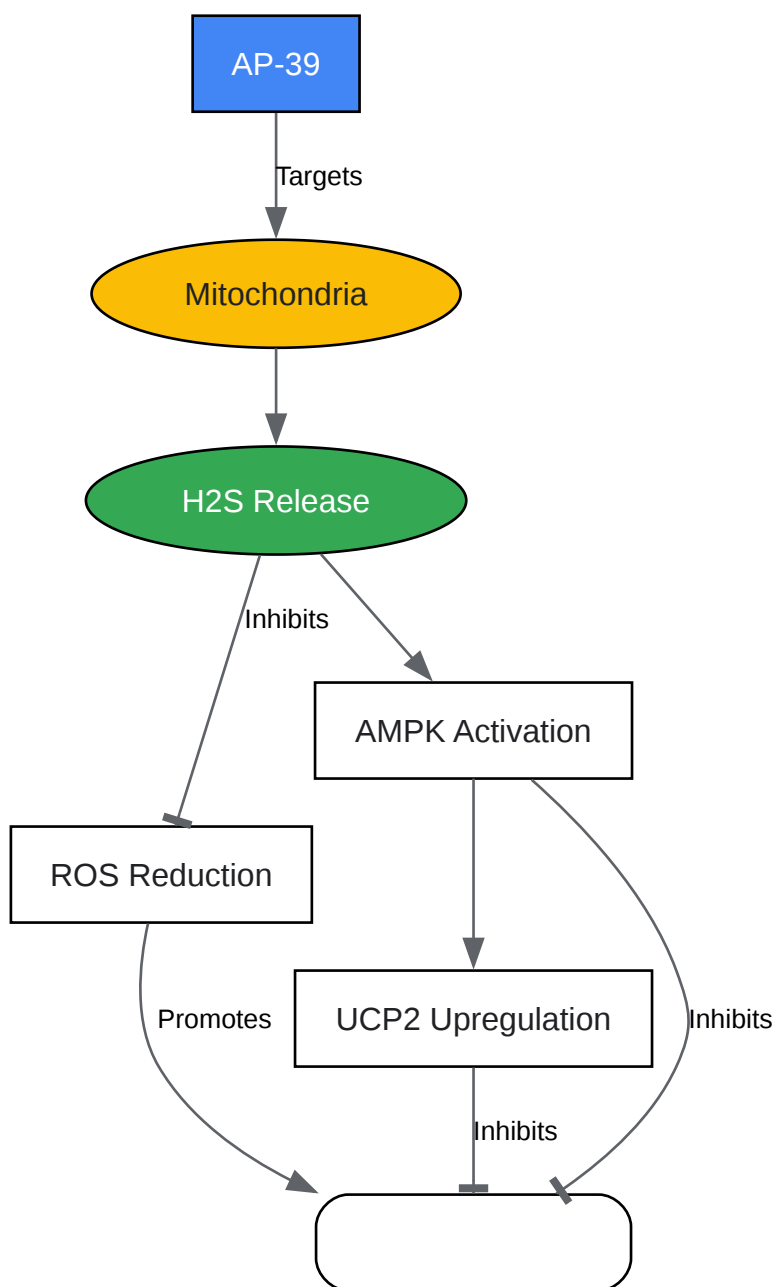 AP-39
Targets
Mitochondria
H2S Release
Inhibits
AMPK Activation
ROS Reduction
Promotes
UCP2 Upregulation
Inhibits
Inhibits